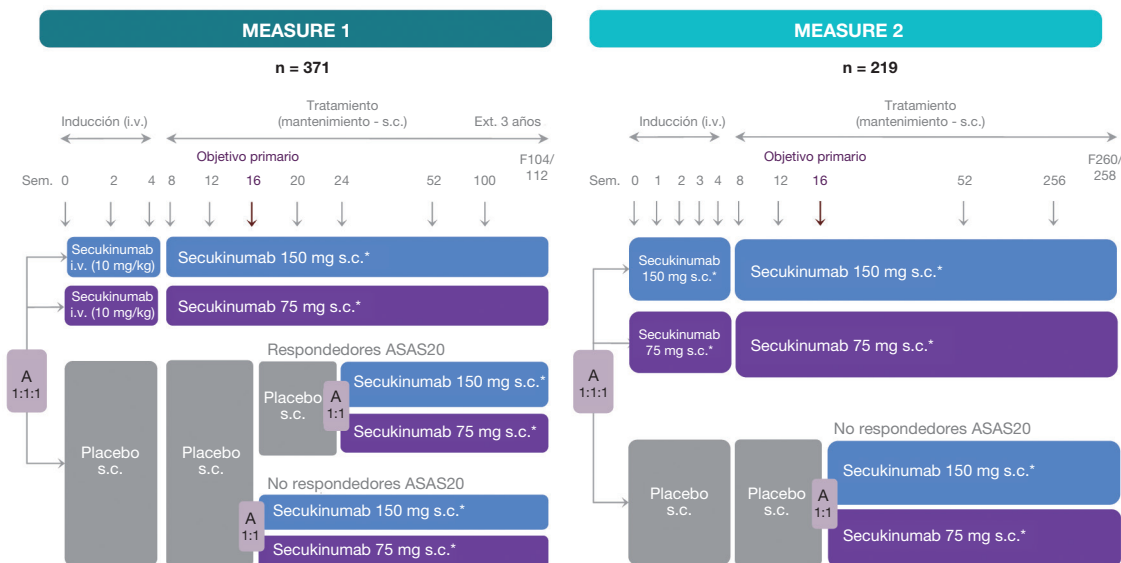 MEASURE 1
n = 371
Tratamiento
(mantenimiento - s.c.)
Inducción (i.v.)
Ext. 3 años
Objetivo primario
F104/
112
Sem. 0 2 4 8 12 16 20 24 52 100
Secukinumab
i.v. (10 mg/kg)
Secukinumab 150 mg s.c.*
Secukinumab
i.v. (10 mg/kg)
Secukinumab 75 mg s.c.*
A
1:1:1
Placebo
s.c.
Placebo
s.c.
Respondedores ASAS20
Placebo
s.c.
A
1:1
Secukinumab 150 mg s.c.*
Secukinumab 75 mg s.c.*
No respondedores ASAS20
A
1:1
Secukinumab 150 mg s.c.*
Secukinumab 75 mg s.c.*
MEASURE 2
n = 219
Tratamiento
(mantenimiento - s.c.)
Inducción (i.v.)
Objetivo primario
F260/
258
Sem. 0 1 2 3 4 8 12 16 52 256
Secukinumab
150 mg s.c.*
Secukinumab 150 mg s.c.*
Secukinumab
75 mg s.c.*
Secukinumab 75 mg s.c.*
A
1:1:1
Placebo
s.c.
Placebo
s.c.
No respondedores ASAS20
A
1:1
Secukinumab 150 mg s.c.*
Secukinumab 75 mg s.c.*